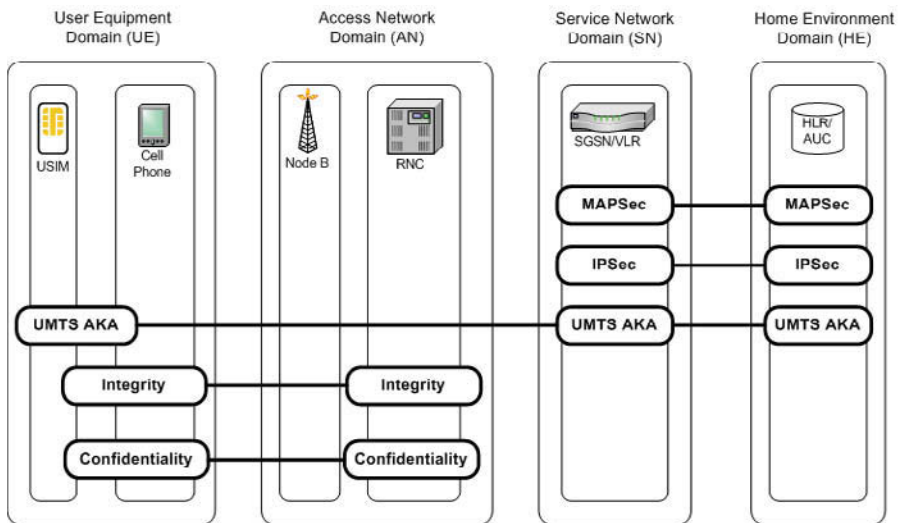 User Equipment
Domain (UE)
Access Network
Domain (AN)
Service Network
Domain (SN)
Home Environment
Domain (HE)
USIM
Cell
Phone
Node B
RNC
SGSN/VLR
HLR/
AUC
MAPSec
MAPSec
IPSec
IPSec
UMTS AKA
UMTS AKA
UMTS AKA
Integrity
Integrity
Confidentiality
Confidentiality